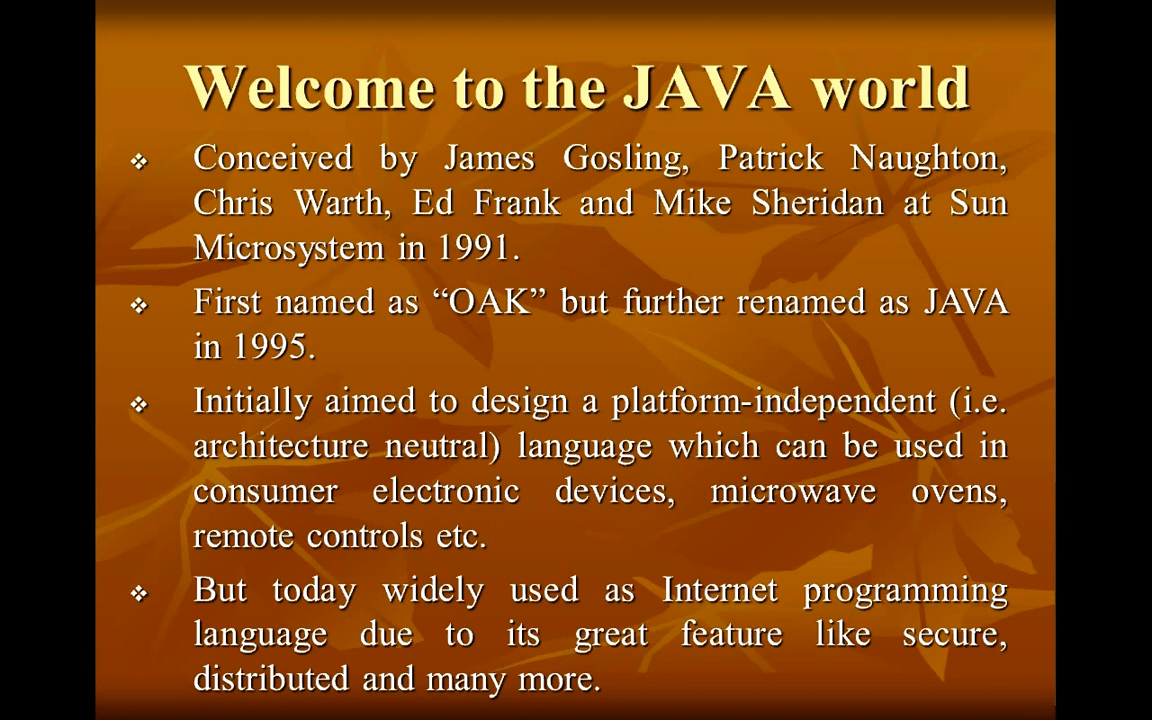 Welcome to the JAVA world
❖ Conceived by James Gosling, Patrick Naughton,
Chris Warth, Ed Frank and Mike Sheridan at Sun
Microsystem in 1991.
❖ First named as “OAK” but further renamed as JAVA
in 1995.
❖ Initially aimed to design a platform-independent (i.e.
architecture neutral) language which can be used in
consumer electronic devices, microwave ovens,
remote controls etc.
❖ But today widely used as Internet programming
language due to its great feature like secure,
distributed and many more.